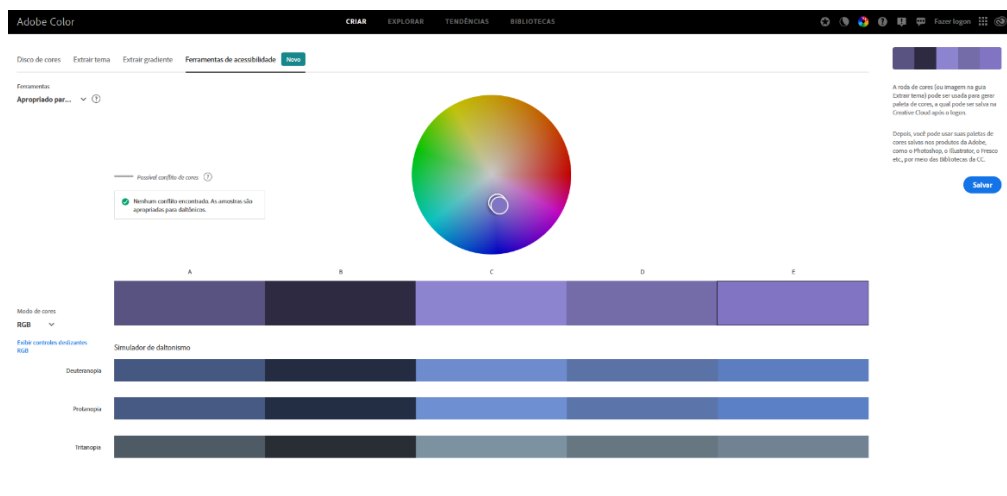 Adobe Color
CRIAR EXPLORAR TENDÊNCIAS BIBLIOTECAS
Fazer logon
Disco de cores Extrair tema Extrair gradiente Ferramentas de acessibilidade Novo
Ferramentas
Apropriado par...
Possível conflito de cores
Nenhum conflito encontrado. As amostras são
apropriadas para daltônicos.
A B C D E
Modo de cores
RGB
Exibir controles deslizantes
RGB
Simulador de daltonismo
Deuteranopia
Protanopia
Tritanopia
A roda de cores (ou imagem na guia
Extrair tema) pode ser usada para gerar
paleta de cores, a qual pode ser salva na
Creative Cloud após o logon.
Depois, você pode usar suas paletas de
cores salvas nos produtos da Adobe,
como o Photoshop, o Illustrator, o Fresco
etc., por meio das Bibliotecas da CC.
Salvar